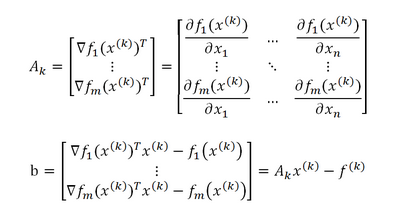 A_k = [∇f_1(x^(k))^T ⋮ ∇f_m(x^(k))^T] = [∂f_1(x^(k))/∂x_1 … ∂f_1(x^(k))/∂x_n ⋮ ⋱ ⋮ ∂f_m(x^(k))/∂x_1 … ∂f_m(x^(k))/∂x_n]
b = [∇f_1(x^(k))^T x^(k) − f_1(x^(k)) ⋮ ∇f_m(x^(k))^T x^(k) − f_m(x^(k))] = A_k x^(k) − f^(k)